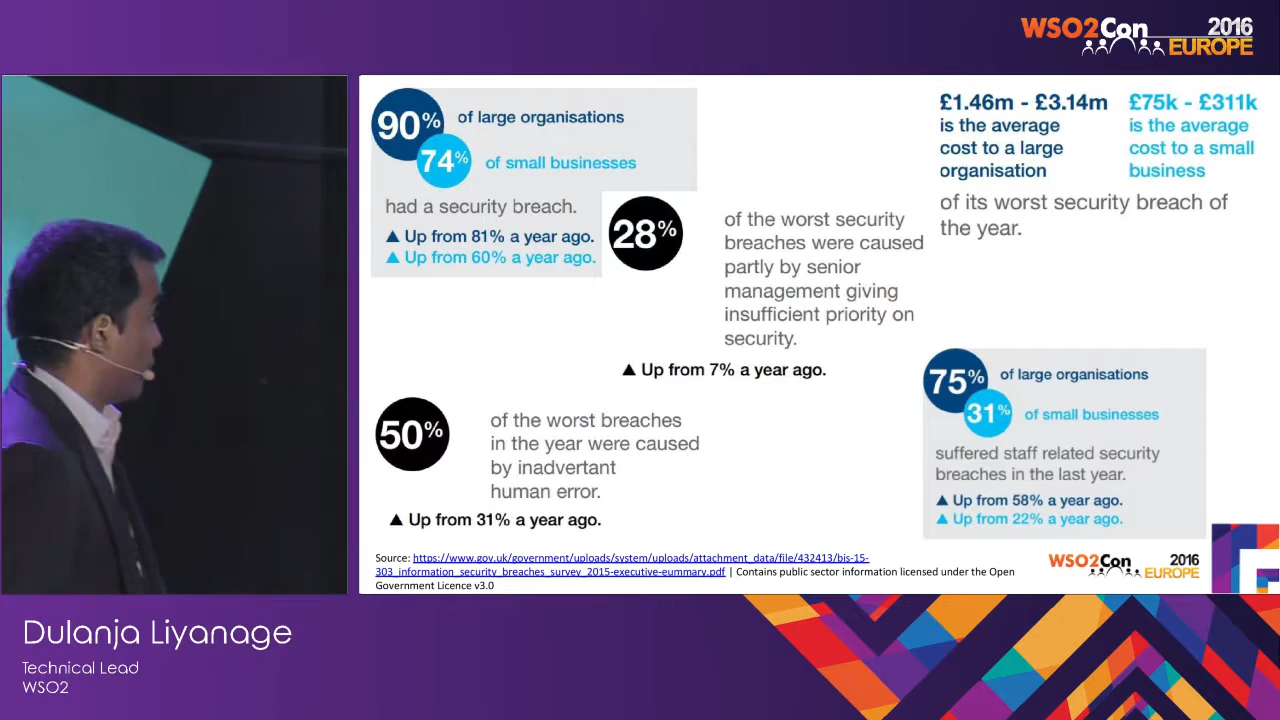 WSO2Con 2016
EUROPE
90% of large organisations
74% of small businesses
had a security breach.
▲ Up from 81% a year ago.
▲ Up from 60% a year ago.
28%
of the worst security
breaches were caused
partly by senior
management giving
insufficient priority on
security.
▲ Up from 7% a year ago.
£1.46m - £3.14m
is the average
cost to a large
organisation
£75k - £311k
is the average
cost to a small
business
of its worst security breach of
the year.
50%
of the worst breaches
in the year were caused
by inadvertant
human error.
▲ Up from 31% a year ago.
75% of large organisations
31% of small businesses
suffered staff related security
breaches in the last year.
▲ Up from 58% a year ago.
▲ Up from 22% a year ago.
Source: https://www.gov.uk/government/uploads/system/uploads/attachment_data/file/432413/bis-15-
303_information_security_breaches_survey_2015-executive-eummary.pdf | Contains public sector information licensed under the Open
Government Licence v3.0
WSO2Con 2016
EUROPE
Dulanja Liyanage
Technical Lead
WSO2